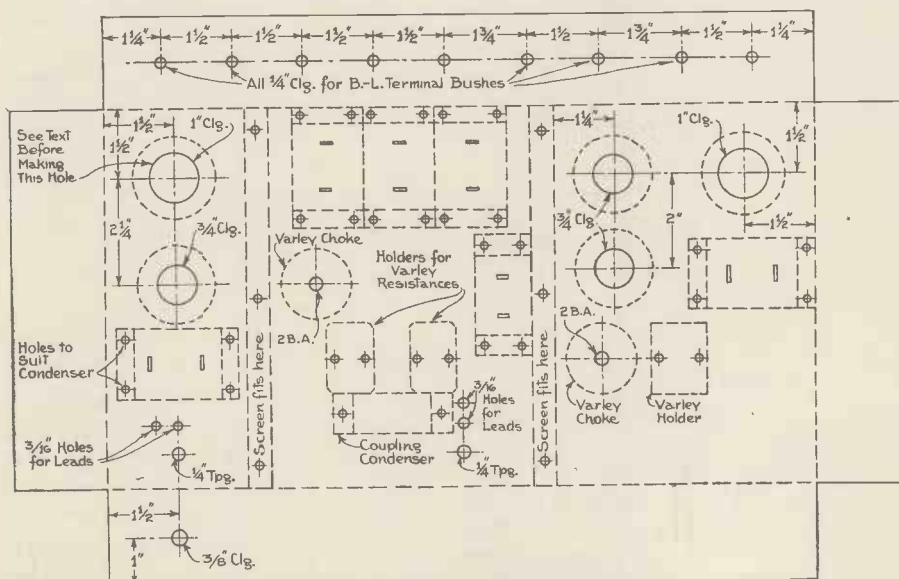 1¼" 1½" 1½" 1½" 1½" 1¾" 1½ 1¾" 1½" 1¼"
All ¼" Clg. for B.-L. Terminal Bushes
See Text
Before
Making
This Hole
1½"
1½"
1" Clg.
2¼
¾" Clg.
1¼"
1" Clg.
1½"
¾" Clg
2"
1½"
Varley Choke
2B.A.
Holders for
Varley
Resistances
2B.A.
Holes to
Suit
Condenser
Screen fits here
Screen fits here
3/16"
Holes
for
Leads
Varley
Choke
Varley
Holder
3/16" Holes
for Leads
¼" Tpg.
Coupling
Condenser
¼" Tpg.
1½"
1"
3/8" Clg.